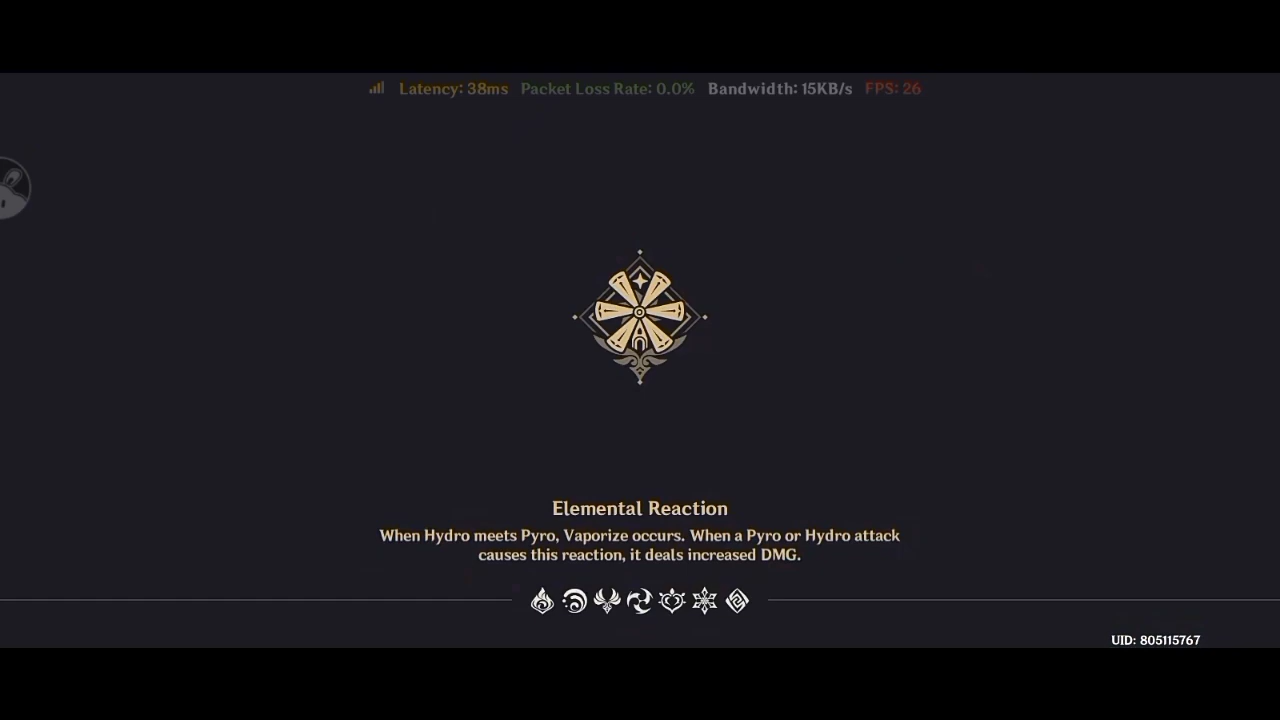 Latency: 38ms Packet Loss Rate: 0.0% Bandwidth: 15KB/s FPS: 26
Elemental Reaction
When Hydro meets Pyro, Vaporize occurs. When a Pyro or Hydro attack
causes this reaction, it deals increased DMG.
UID: 805115767